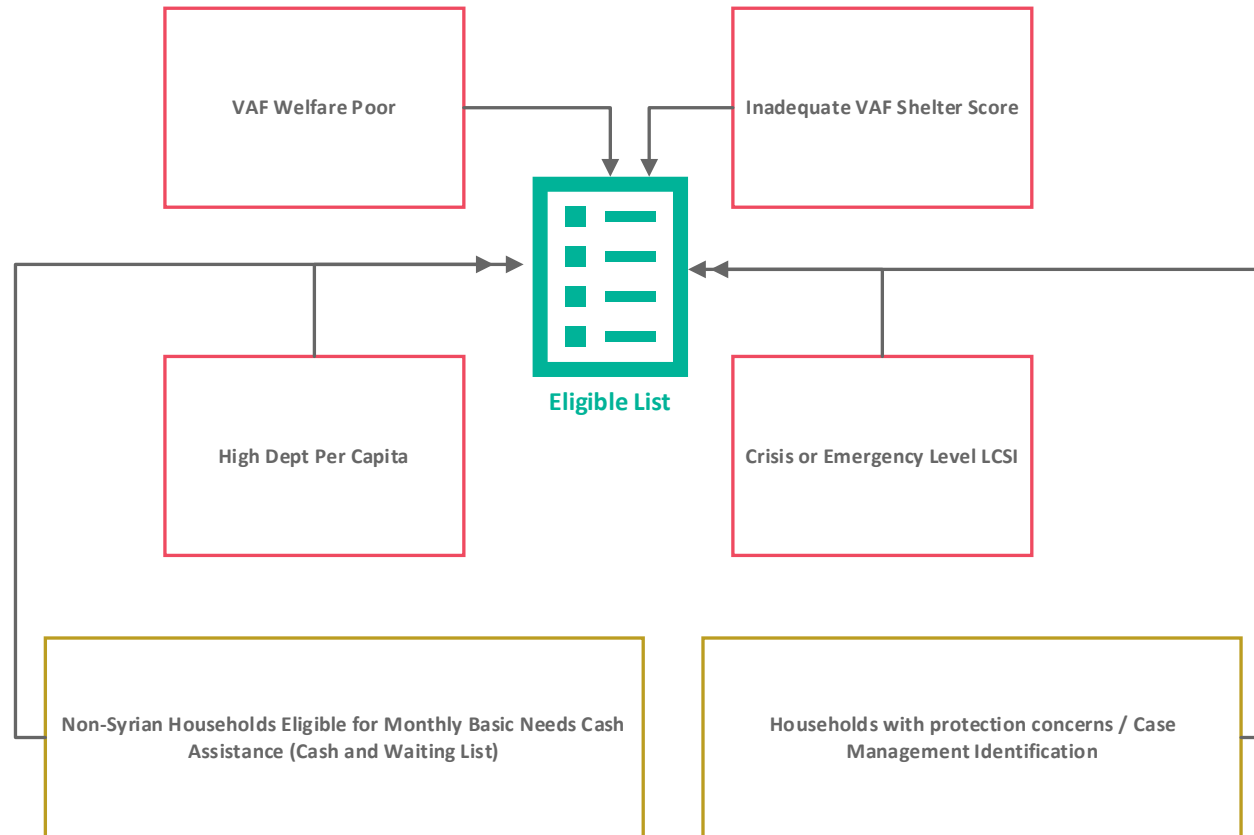 VAF Welfare Poor
Inadequate VAF Shelter Score
Eligible List
High Dept Per Capita
Crisis or Emergency Level LCSI
Non-Syrian Households Eligible for Monthly Basic Needs Cash
Assistance (Cash and Waiting List)
Households with protection concerns / Case
Management Identification